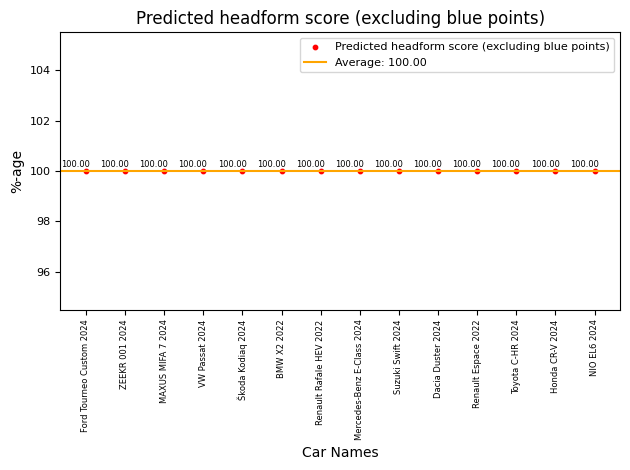 Predicted headform score (excluding blue points)
Predicted headform score (excluding blue points)
Average: 100.00
%-age
104
102
100
98
96
100.00 100.00 100.00 100.00 100.00 100.00 100.00 100.00 100.00 100.00 100.00 100.00 100.00 100.00
Ford Tourneo Custom 2024
ZEEKR 001 2024
MAXUS MIFA 7 2024
VW Passat 2024
Škoda Kodiaq 2024
BMW X2 2022
Renault Rafale HEV 2022
Mercedes-Benz E-Class 2024
Suzuki Swift 2024
Dacia Duster 2024
Renault Espace 2022
Toyota C-HR 2024
Honda CR-V 2024
NIO EL6 2024
Car Names